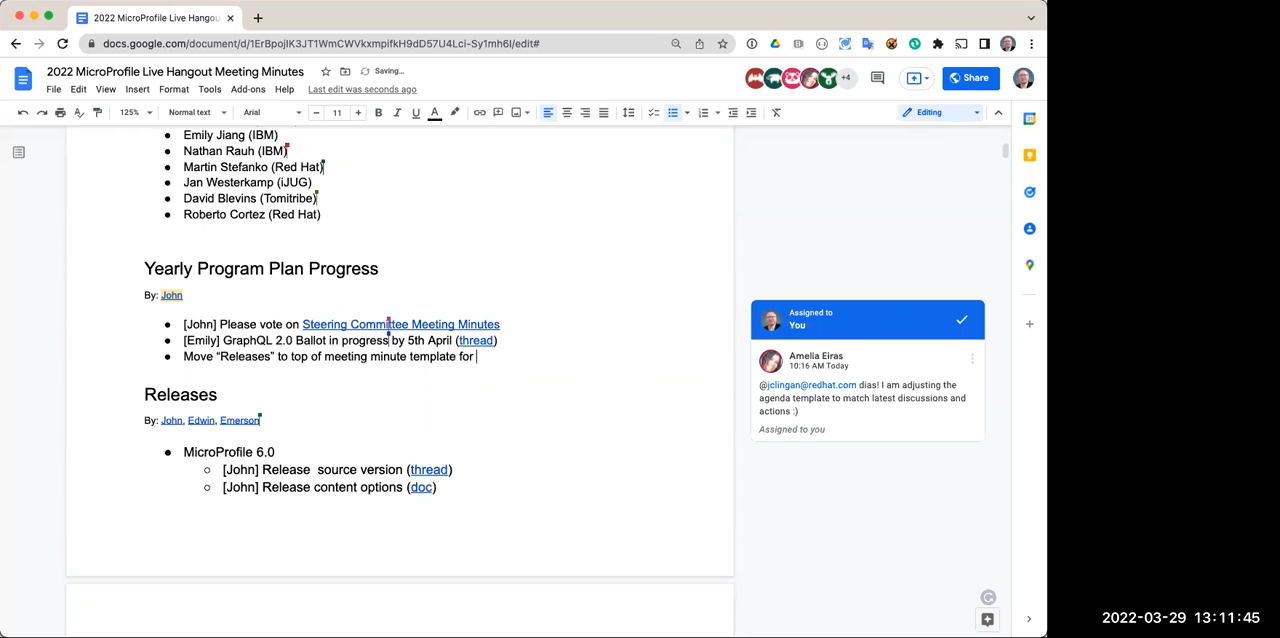 2022 MicroProfile Live Hangou
docs.google.com/document/d/1ErBpojIK3JT1WmCWVkxmpifkH9dD57U4Lci-Sy1mh6I/edit#
2022 MicroProfile Live Hangout Meeting Minutes
Saving...
File Edit View Insert Format Tools Add-ons Help Last edit was seconds ago
+4
Share
125% Normal text Arial 11 Editing
Emily Jiang (IBM)
Nathan Rauh (IBM)
Martin Stefanko (Red Hat)
Jan Westerkamp (iJUG)
David Blevins (Tomitribe)
Roberto Cortez (Red Hat)
Yearly Program Plan Progress
By: John
[John] Please vote on Steering Committee Meeting Minutes
[Emily] GraphQL 2.0 Ballot in progress by 5th April (thread)
Move “Releases” to top of meeting minute template for
Releases
By: John, Edwin, Emerson
MicroProfile 6.0
[John] Release source version (thread)
[John] Release content options (doc)
Assigned to
You
Amelia Eiras
10:16 AM Today
@jclingan@redhat.com dias! I am adjusting the
agenda template to match latest discussions and
actions :)
Assigned to you
2022-03-29 13:11:45